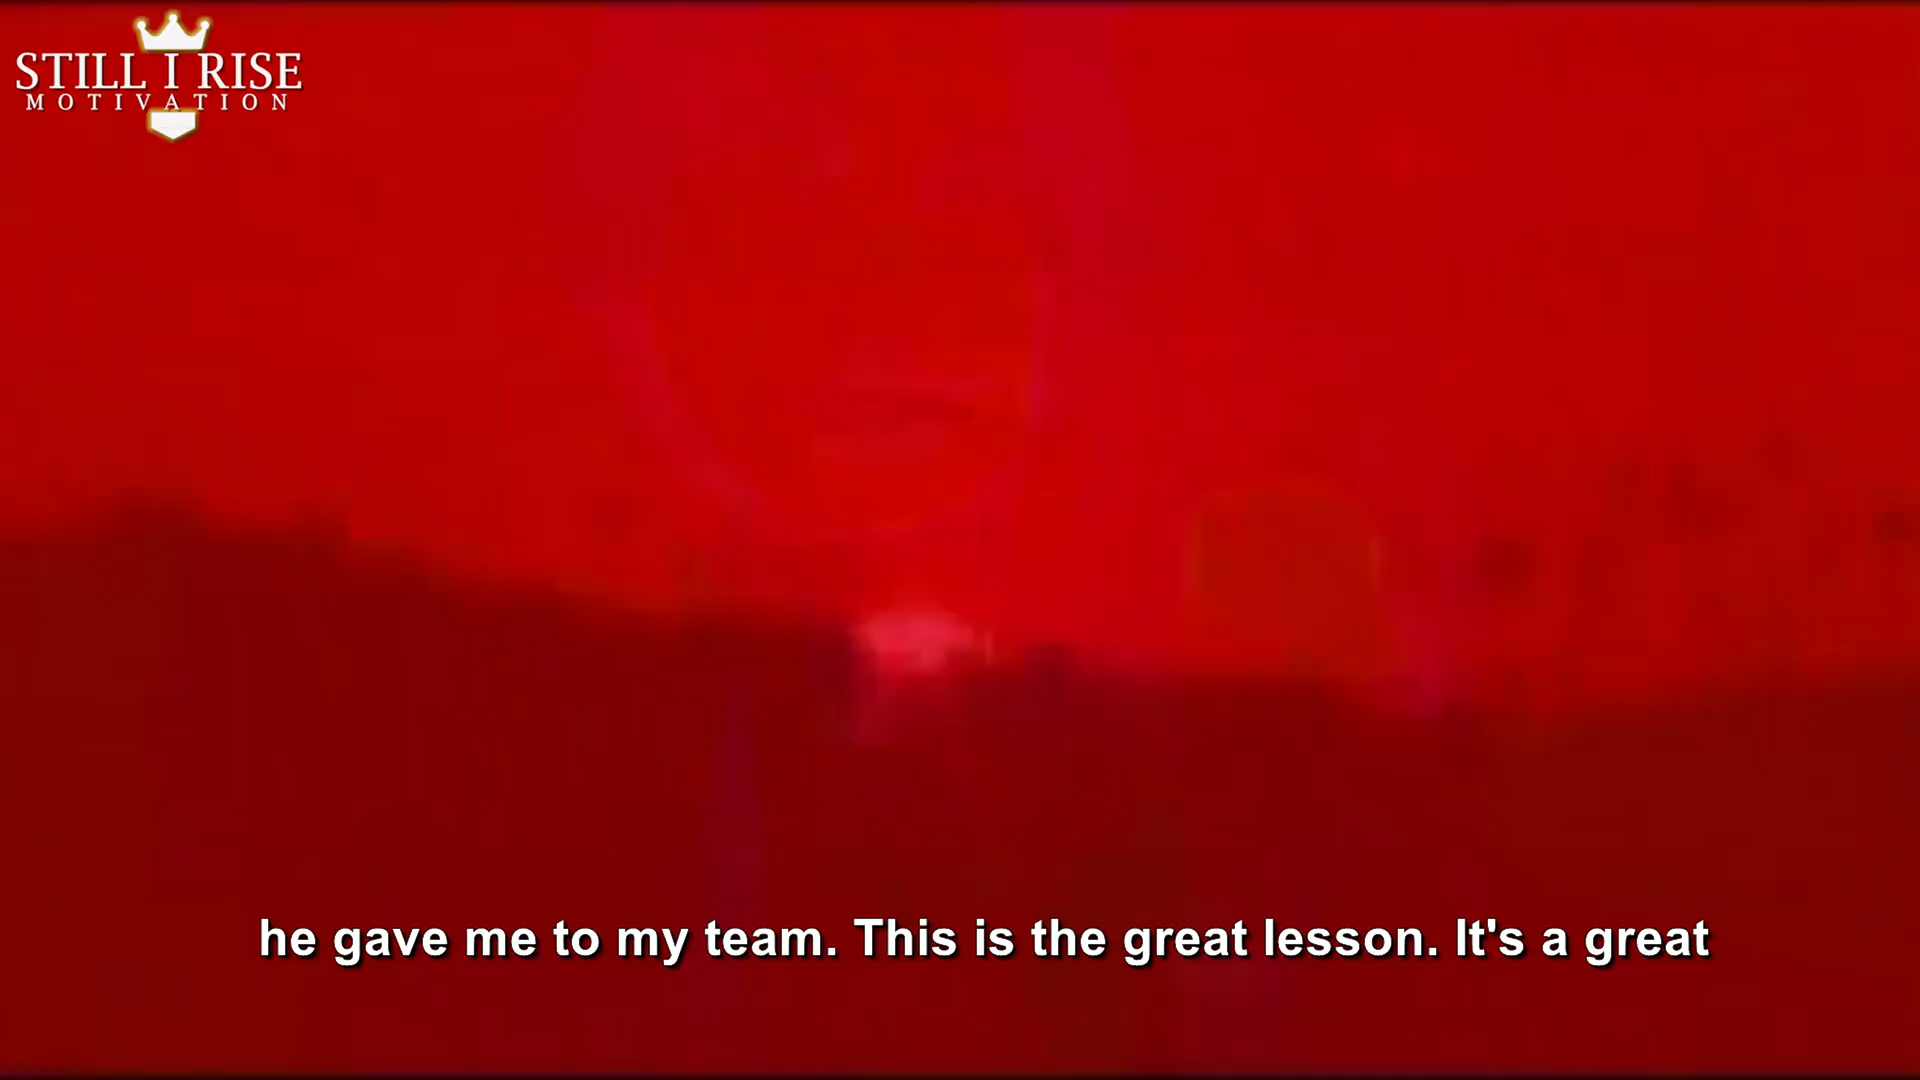 STILL I RISE
MOTIVATION
he gave me to my team. This is the great lesson. It's a great